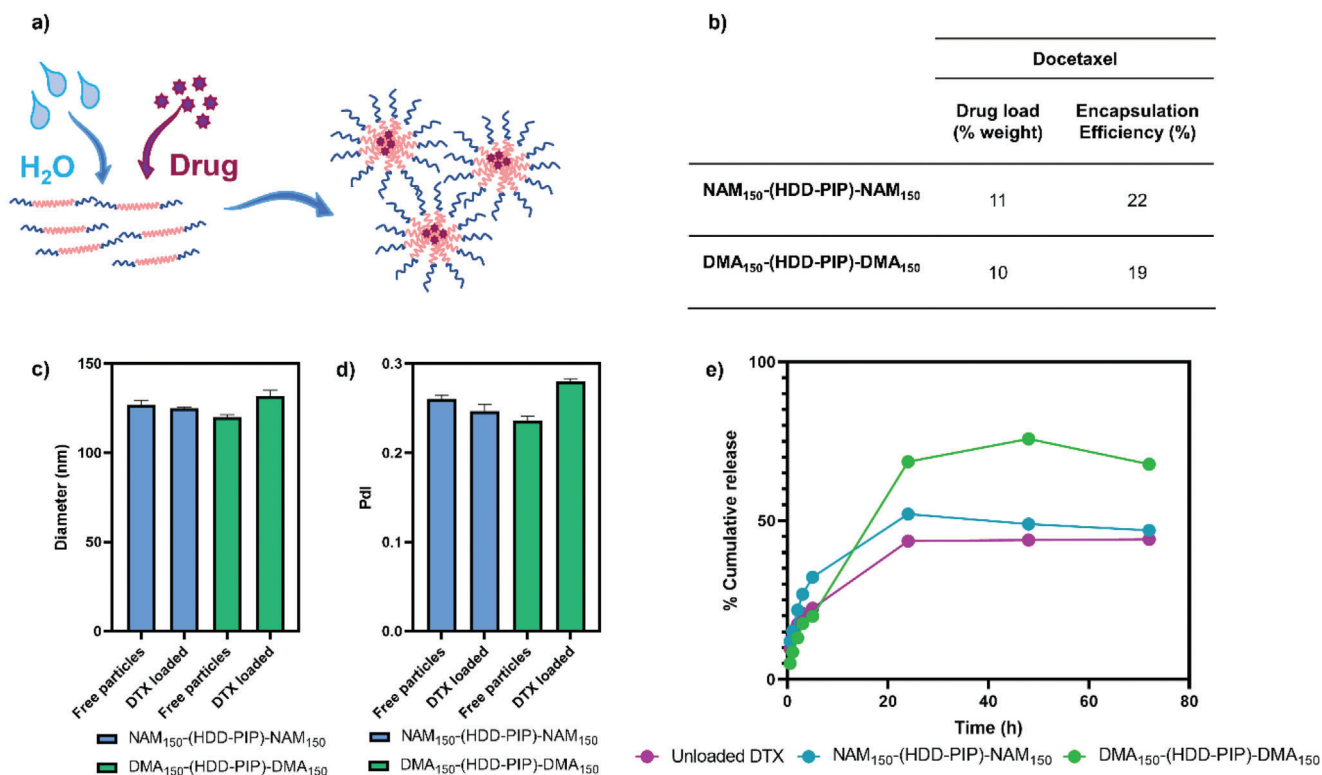 a)
H₂O
Drug
b)
Docetaxel
Drug load
(% weight)
Encapsulation
Efficiency (%)
NAM₁₅₀-(HDD-PIP)-NAM₁₅₀
11
22
DMA₁₅₀-(HDD-PIP)-DMA₁₅₀
10
19
c)
150
100
50
0
Diameter (nm)
Free particles
DTX loaded
Free particles
DTX loaded
NAM₁₅₀-(HDD-PIP)-NAM₁₅₀
DMA₁₅₀-(HDD-PIP)-DMA₁₅₀
d)
0.3
0.2
0.1
0.0
PdI
Free particles
DTX loaded
Free particles
DTX loaded
NAM₁₅₀-(HDD-PIP)-NAM₁₅₀
DMA₁₅₀-(HDD-PIP)-DMA₁₅₀
e)
100
50
0
% Cumulative release
0
20
40
60
80
Time (h)
Unloaded DTX
NAM₁₅₀-(HDD-PIP)-NAM₁₅₀
DMA₁₅₀-(HDD-PIP)-DMA₁₅₀